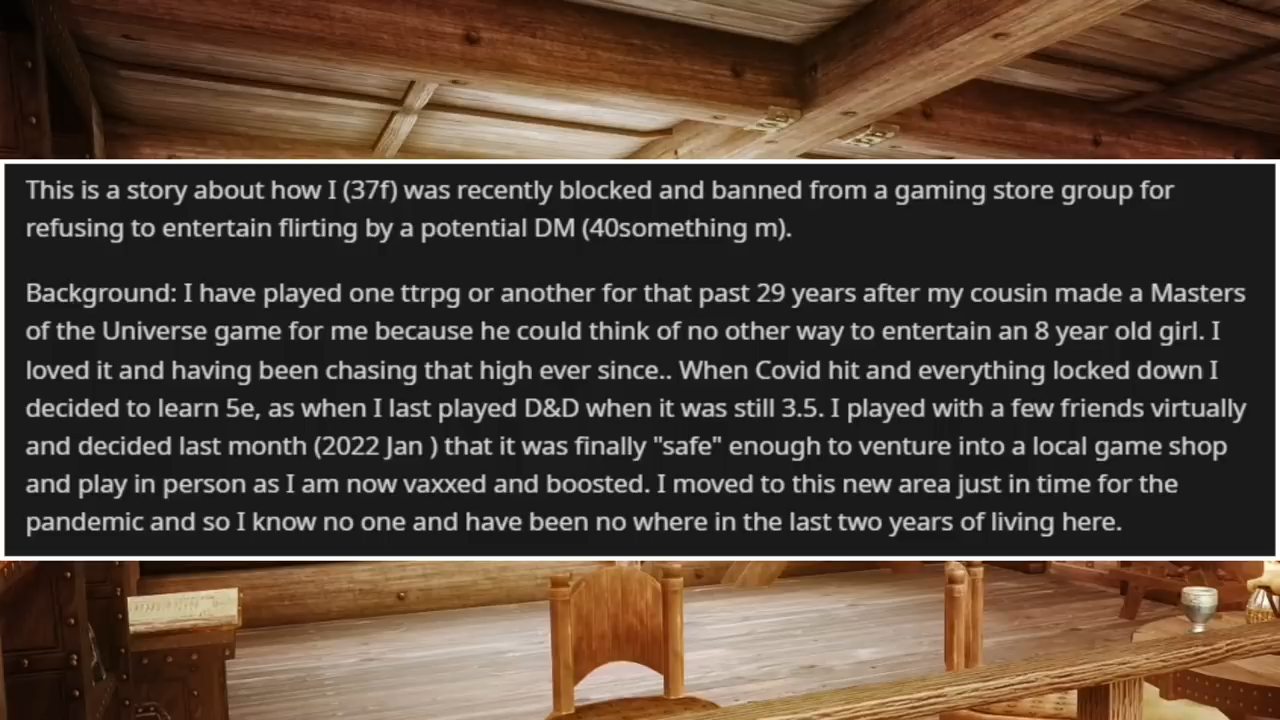 This is a story about how I (37f) was recently blocked and banned from a gaming store group for
refusing to entertain flirting by a potential DM (40something m).
Background: I have played one ttrpg or another for that past 29 years after my cousin made a Masters
of the Universe game for me because he could think of no other way to entertain an 8 year old girl. I
loved it and having been chasing that high ever since.. When Covid hit and everything locked down I
decided to learn 5e, as when I last played D&D when it was still 3.5. I played with a few friends virtually
and decided last month (2022 Jan ) that it was finally "safe" enough to venture into a local game shop
and play in person as I am now vaxxed and boosted. I moved to this new area just in time for the
pandemic and so I know no one and have been no where in the last two years of living here.